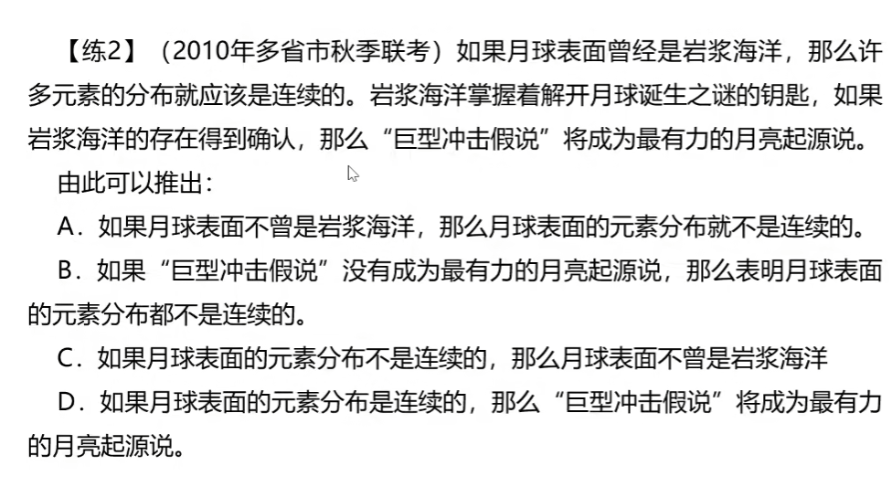 【练2】（2010年多省市秋季联考）如果月球表面曾经是岩浆海洋，那么许
多元素的分布就应该是连续的。岩浆海洋掌握着解开月球诞生之谜的钥匙，如果
岩浆海洋的存在得到确认，那么“巨型冲击假说”将成为最有力的月亮起源说。
由此可以推出：
A．如果月球表面不曾是岩浆海洋，那么月球表面的元素分布就不是连续的。
B．如果“巨型冲击假说”没有成为最有力的月亮起源说，那么表明月球表面
的元素分布都不是连续的。
C．如果月球表面的元素分布不是连续的，那么月球表面不曾是岩浆海洋
D．如果月球表面的元素分布是连续的，那么“巨型冲击假说”将成为最有力
的月亮起源说。